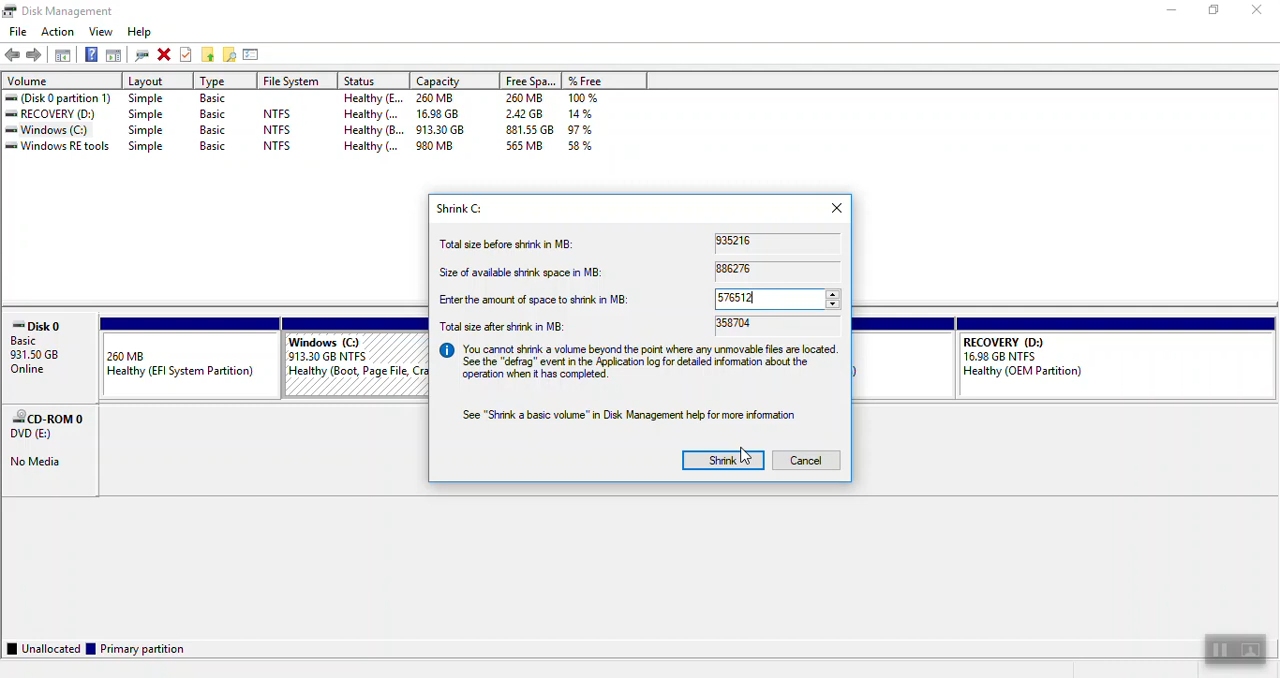 Disk Management
File Action View Help
Volume Layout Type File System Status Capacity Free Spa... % Free
(Disk 0 partition 1) Simple Basic Healthy (E... 260 MB 260 MB 100 %
RECOVERY (D:) Simple Basic NTFS Healthy (... 16.98 GB 2.42 GB 14 %
Windows (C:) Simple Basic NTFS Healthy (B... 913.30 GB 881.55 GB 97 %
Windows RE tools Simple Basic NTFS Healthy (... 980 MB 565 MB 58 %
Shrink C:
Total size before shrink in MB: 935216
Size of available shrink space in MB: 886276
Enter the amount of space to shrink in MB: 576512
Total size after shrink in MB: 358704
You cannot shrink a volume beyond the point where any unmovable files are located.
See the "defrag" event in the Application log for detailed information about the
operation when it has completed.
See "Shrink a basic volume" in Disk Management help for more information
Shrink Cancel
Disk 0
Basic
931.50 GB
Online
260 MB
Healthy (EFI System Partition)
Windows (C:)
913.30 GB NTFS
Healthy (Boot, Page File, Cra
)
RECOVERY (D:)
16.98 GB NTFS
Healthy (OEM Partition)
CD-ROM 0
DVD (E:)
No Media
Unallocated Primary partition